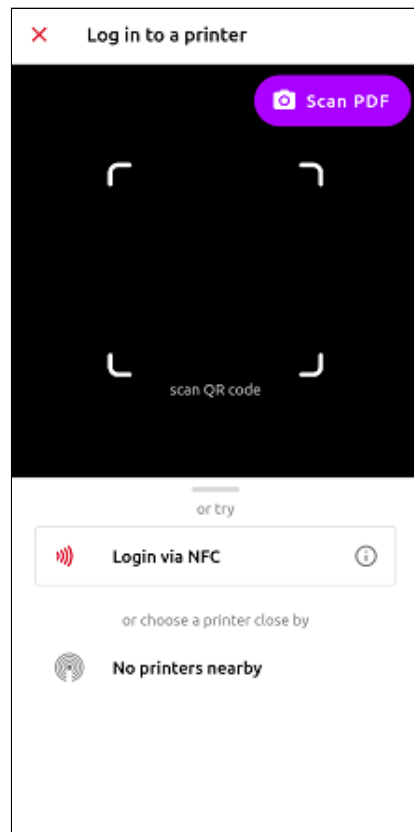 Log in to a printer
Scan PDF
scan QR code
or try
Login via NFC
or choose a printer close by
No printers nearby